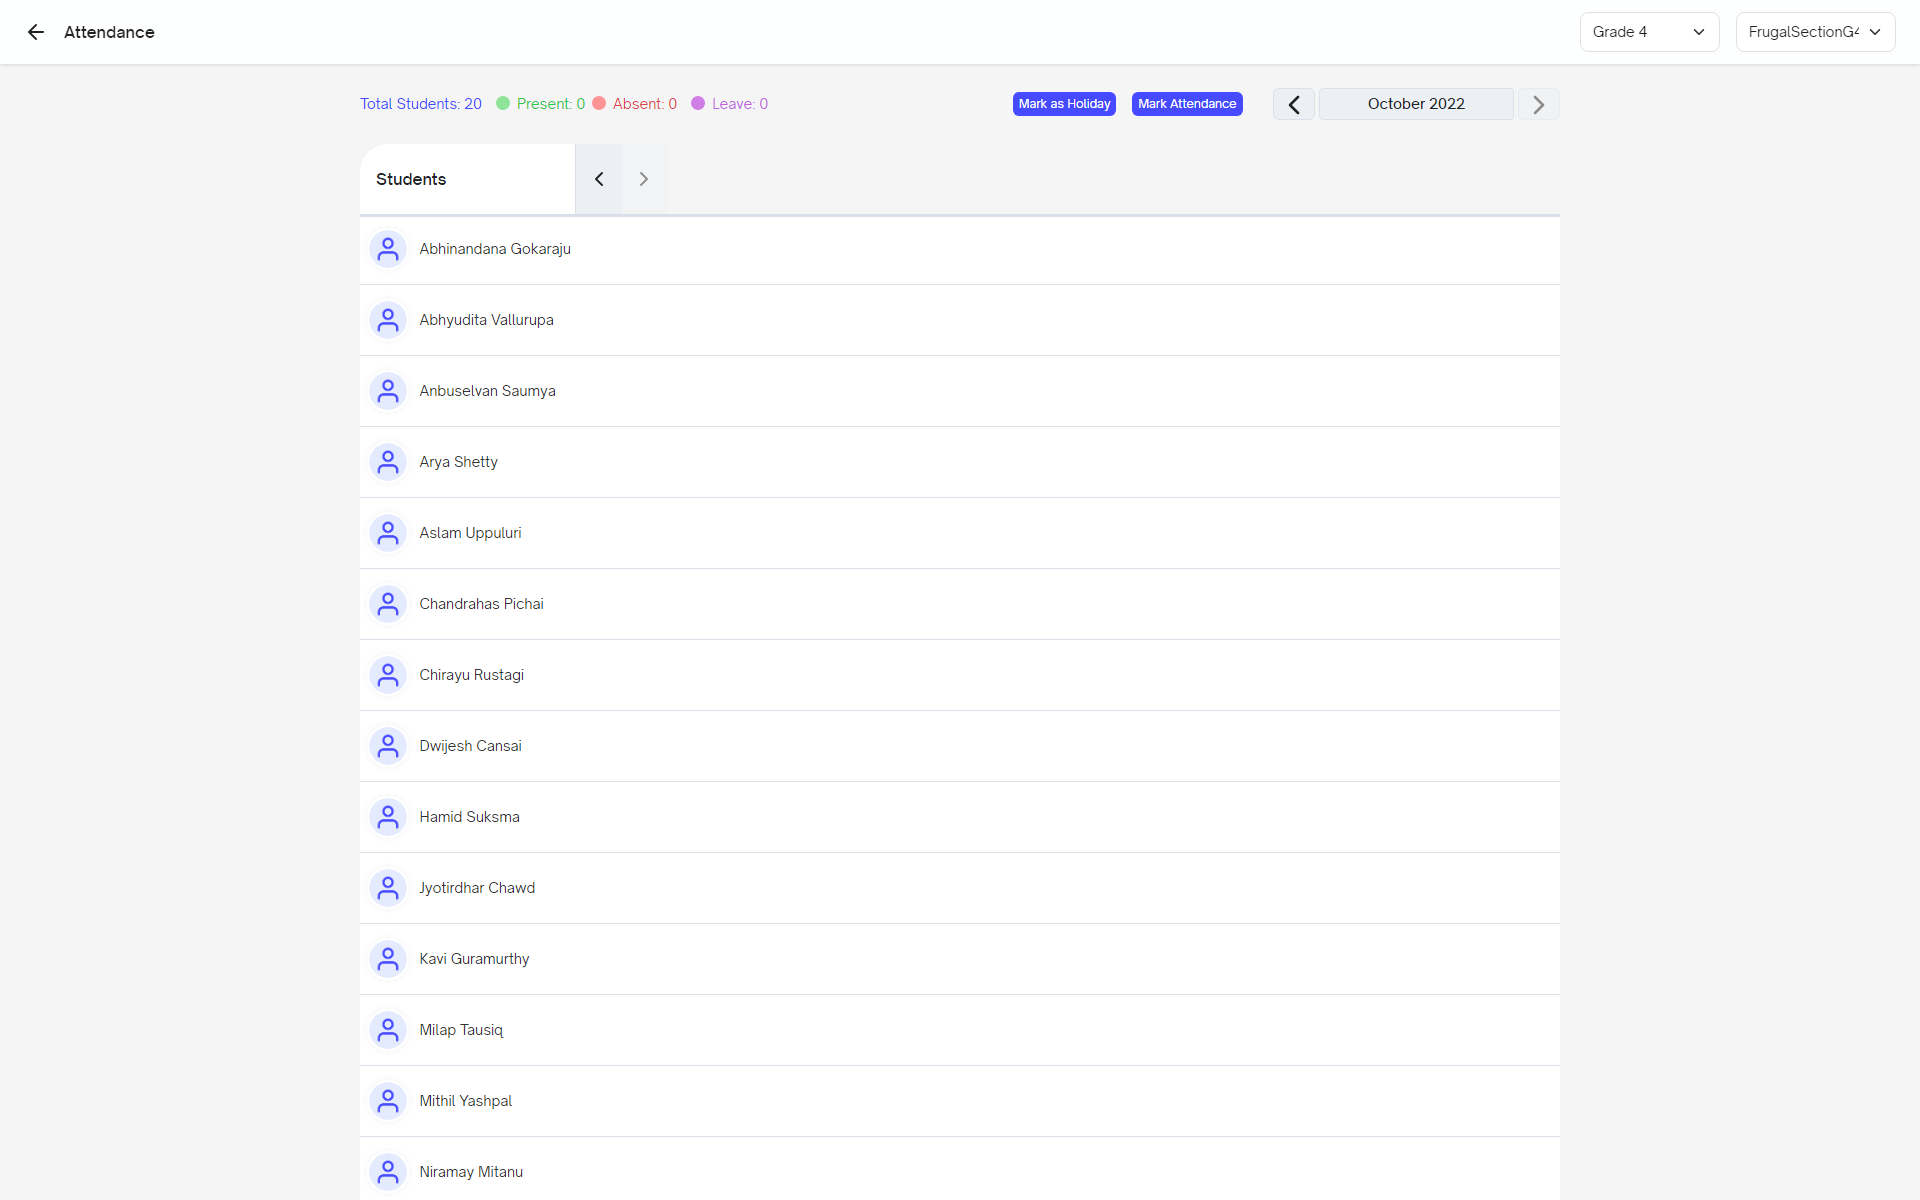 Attendance
Grade 4
FrugalSectionG4
Total Students: 20 Present: 0 Absent: 0 Leave: 0
Mark as Holiday
Mark Attendance
October 2022
Students
Abhinandana Gokaraju
Abhyudita Vallurupa
Anbuselvan Saumya
Arya Shetty
Aslam Uppuluri
Chandrahas Pichai
Chirayu Rustagi
Dwijesh Cansai
Hamid Suksma
Jyotirdhar Chawd
Kavi Guramurthy
Milap Tausiq
Mithil Yashpal
Niramay Mitanu